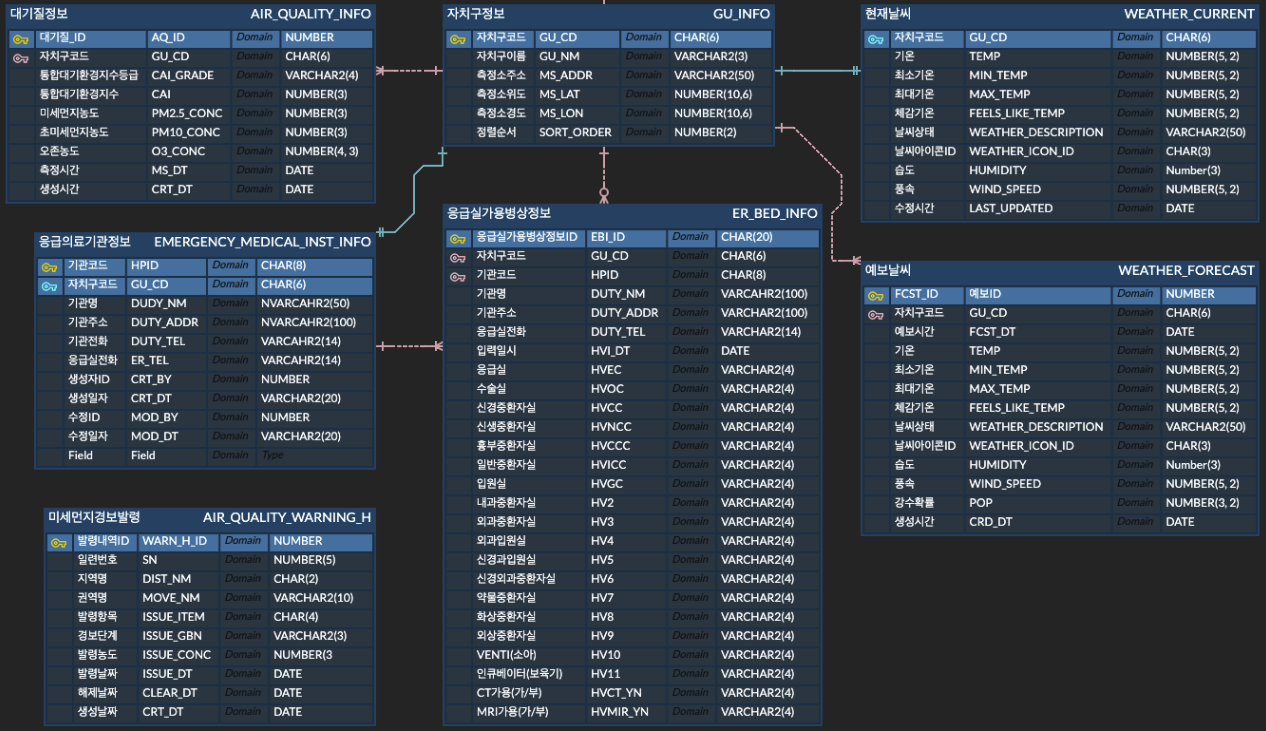 대기질정보 AIR_QUALITY_INFO
대기질_ID AQ_ID Domain NUMBER
자치구코드 GU_CD Domain CHAR(6)
통합대기환경지수등급 CAI_GRADE Domain VARCHAR2(4)
통합대기환경지수 CAI Domain NUMBER(3)
미세먼지농도 PM2.5_CONC Domain NUMBER(3)
초미세먼지농도 PM10_CONC Domain NUMBER(3)
오존농도 O3_CONC Domain NUMBER(4, 3)
측정시간 MS_DT Domain DATE
생성시간 CRT_DT Domain DATE
자치구정보 GU_INFO
자치구코드 GU_CD Domain CHAR(6)
자치구이름 GU_NM Domain VARCHAR2(3)
측정소주소 MS_ADDR Domain VARCHAR2(50)
측정소위도 MS_LAT Domain NUMBER(10,6)
측정소경도 MS_LON Domain NUMBER(10,6)
정렬순서 SORT_ORDER Domain NUMBER(2)
현재날씨 WEATHER_CURRENT
자치구코드 GU_CD Domain CHAR(6)
기온 TEMP Domain NUMBER(5, 2)
최소기온 MIN_TEMP Domain NUMBER(5, 2)
최대기온 MAX_TEMP Domain NUMBER(5, 2)
체감기온 FEELS_LIKE_TEMP Domain NUMBER(5, 2)
날씨상태 WEATHER_DESCRIPTION Domain VARCHAR2(50)
날씨아이콘ID WEATHER_ICON_ID Domain CHAR(3)
습도 HUMIDITY Domain Number(3)
풍속 WIND_SPEED Domain NUMBER(5, 2)
수정시간 LAST_UPDATED Domain DATE
응급의료기관정보 EMERGENCY_MEDICAL_INST_INFO
기관코드 HPID Domain CHAR(8)
자치구코드 GU_CD Domain CHAR(6)
기관명 DUDY_NM Domain NVARCAHR2(50)
기관주소 DUTY_ADDR Domain NVARCAHR2(100)
기관전화 DUTY_TEL Domain VARCAHR2(14)
응급실전화 ER_TEL Domain VARCAHR2(14)
생성자ID CRT_BY Domain NUMBER
생성일자 CRT_DT Domain VARCHAR2(20)
수정ID MOD_BY Domain NUMBER
수정일자 MOD_DT Domain VARCHAR2(20)
Field Field Domain Type
응급실가용병상정보 ER_BED_INFO
응급실가용병상정보ID EBI_ID Domain CHAR(20)
자치구코드 GU_CD Domain CHAR(6)
기관코드 HPID Domain CHAR(8)
기관명 DUTY_NM Domain VARCAHR2(100)
기관주소 DUTY_ADDR Domain VARCHAR2(100)
응급실전화 DUTY_TEL Domain VARCHAR2(14)
입력일시 HVI_DT Domain DATE
응급실 HVEC Domain VARCHAR2(4)
수술실 HVOC Domain VARCHAR2(4)
신경중환자실 HVCC Domain VARCHAR2(4)
신생중환자실 HVNCC Domain VARCHAR2(4)
흉부중환자실 HVCCC Domain VARCHAR2(4)
일반중환자실 HVICC Domain VARCHAR2(4)
입원실 HVGC Domain VARCHAR2(4)
내과중환자실 HV2 Domain VARCHAR2(4)
외과중환자실 HV3 Domain VARCHAR2(4)
외과입원실 HV4 Domain VARCHAR2(4)
신경과입원실 HV5 Domain VARCHAR2(4)
신경외과중환자실 HV6 Domain VARCHAR2(4)
약물중환자실 HV7 Domain VARCHAR2(4)
화상중환자실 HV8 Domain VARCHAR2(4)
외상중환자실 HV9 Domain VARCHAR2(4)
VENTI(소아) HV10 Domain VARCHAR2(4)
인큐베이터(보육기) HV11 Domain VARCHAR2(4)
CT가용(가/부) HVCT_YN Domain VARCHAR2(4)
MRI가용(가/부) HVMIR_YN Domain VARCHAR2(4)
예보날씨 WEATHER_FORECAST
FCST_ID 예보ID Domain NUMBER
자치구코드 GU_CD Domain CHAR(6)
예보시간 FCST_DT Domain DATE
기온 TEMP Domain NUMBER(5, 2)
최소기온 MIN_TEMP Domain NUMBER(5, 2)
최대기온 MAX_TEMP Domain NUMBER(5, 2)
체감기온 FEELS_LIKE_TEMP Domain NUMBER(5, 2)
날씨상태 WEATHER_DESCRIPTION Domain VARCHAR2(50)
날씨아이콘ID WEATHER_ICON_ID Domain CHAR(3)
습도 HUMIDITY Domain Number(3)
풍속 WIND_SPEED Domain NUMBER(5, 2)
강수확률 POP Domain NUMBER(3, 2)
생성시간 CRD_DT Domain DATE
미세먼지경보발령 AIR_QUALITY_WARNING_H
발령내역ID WARN_H_ID Domain NUMBER
일련번호 SN Domain NUMBER(5)
지역명 DIST_NM Domain CHAR(2)
권역명 MOVE_NM Domain VARCHAR2(10)
발령항목 ISSUE_ITEM Domain CHAR(4)
경보단계 ISSUE_GBN Domain VARCHAR2(3)
발령농도 ISSUE_CONC Domain NUMBER(3
발령날짜 ISSUE_DT Domain DATE
해제날짜 CLEAR_DT Domain DATE
생성날짜 CRT_DT Domain DATE